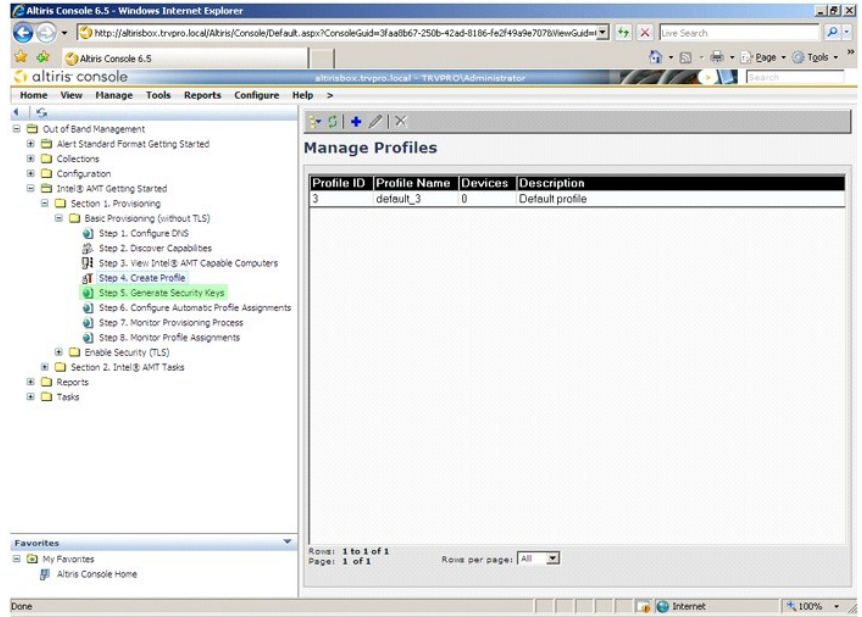 Altiris Console 6.5 - Windows Internet Explorer
http://altirisbox.trvpro.local/Altiris/Console/Default.aspx?ConsoleGuid=3faa8b67-250b-42ad-8186-fe2f49a9e707&ViewGuid=
Live Search
Altiris Console 6.5
Page
Tools
altiris console
altirisbox.trvpro.local - TRVPRO\Administrator
Search
Home View Manage Tools Reports Configure Help >
Out of Band Management
Alert Standard Format Getting Started
Collections
Configuration
Intel® AMT Getting Started
Section 1. Provisioning
Basic Provisioning (without TLS)
Step 1. Configure DNS
Step 2. Discover Capabilities
Step 3. View Intel® AMT Capable Computers
Step 4. Create Profile
Step 5. Generate Security Keys
Step 6. Configure Automatic Profile Assignments
Step 7. Monitor Provisioning Process
Step 8. Monitor Profile Assignments
Enable Security (TLS)
Section 2. Intel® AMT Tasks
Reports
Tasks
Manage Profiles
Profile ID Profile Name Devices Description
3 default_3 0 Default profile
Rows: 1 to 1 of 1
Page: 1 of 1
Rows per page: All
Favorites
My Favorites
Altiris Console Home
Done
Internet
100%